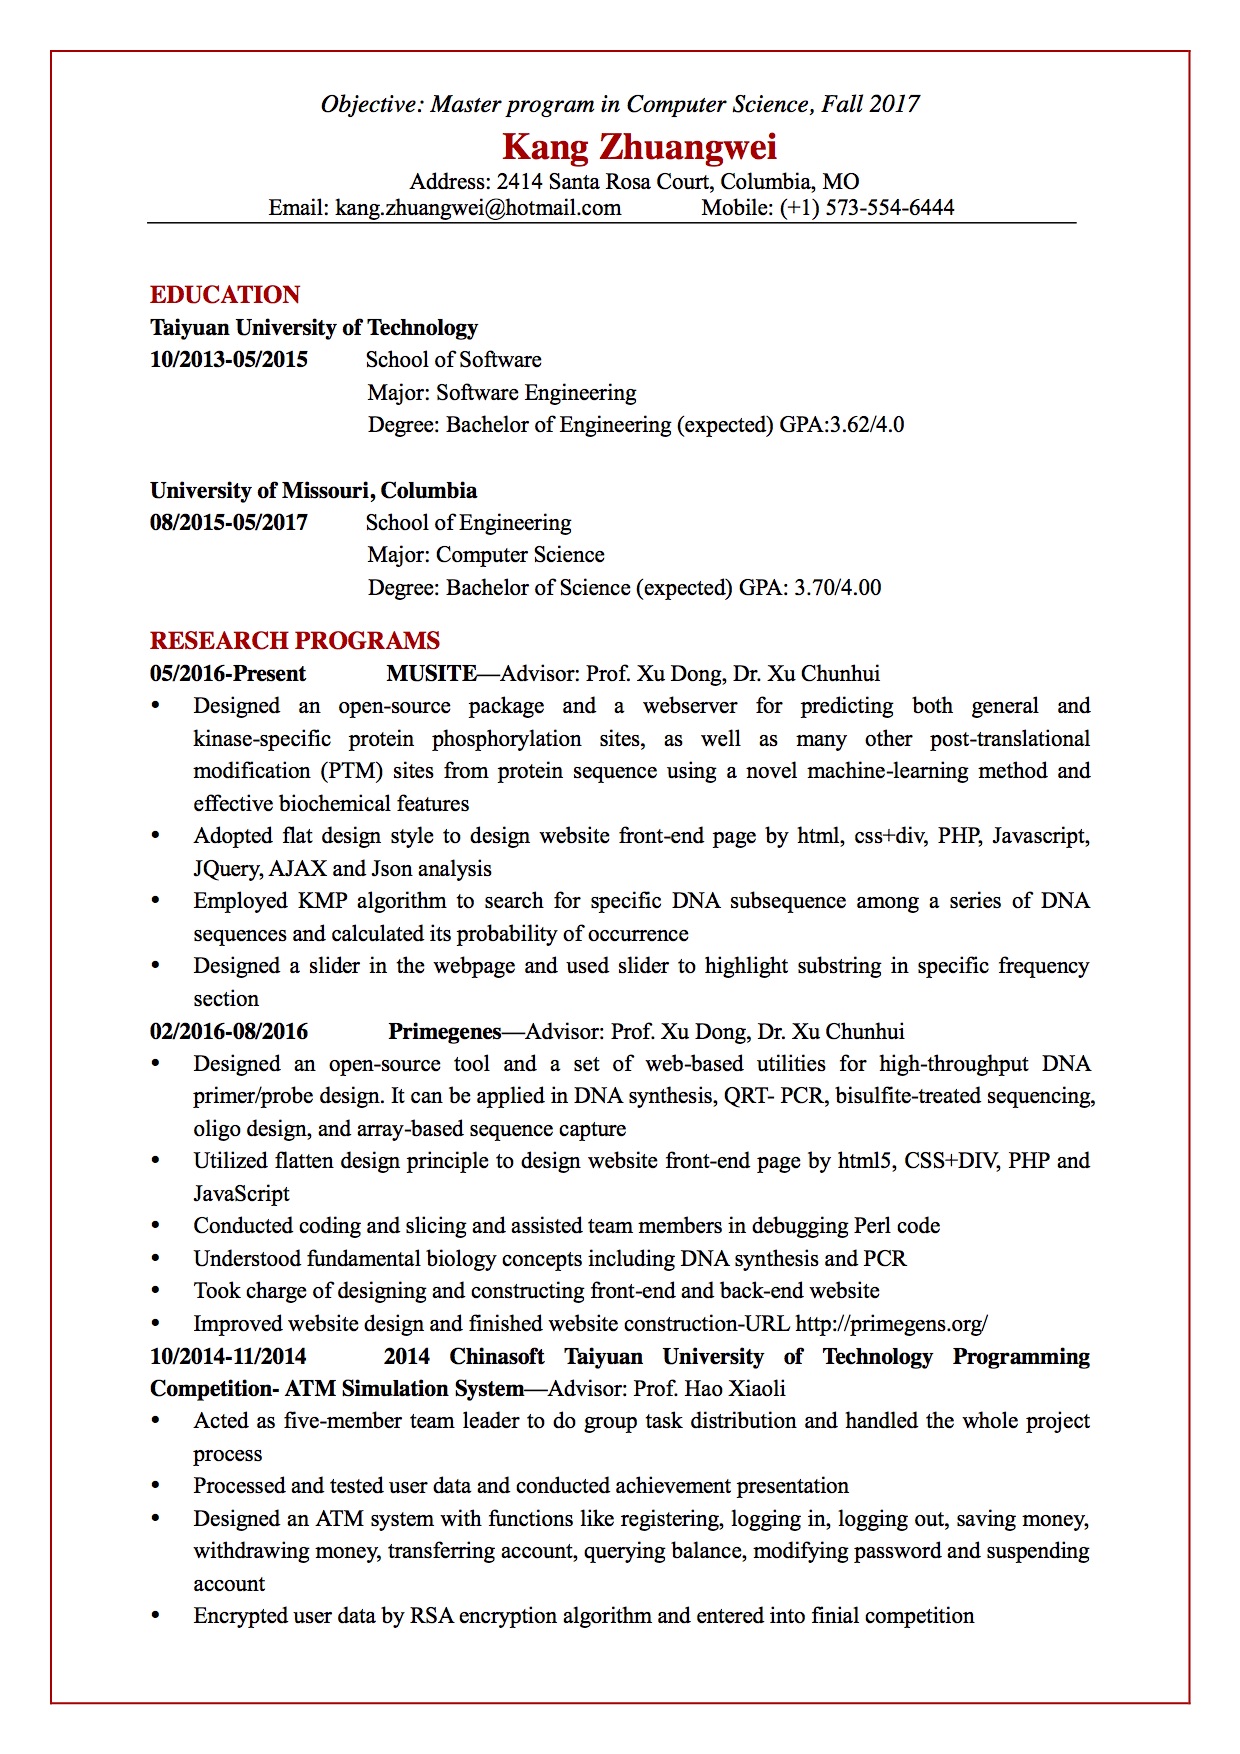 Objective: Master program in Computer Science, Fall 2017
Kang Zhuangwei
Address: 2414 Santa Rosa Court, Columbia, MO
Email: kang.zhuangwei@hotmail.com Mobile: (+1) 573-554-6444
EDUCATION
Taiyuan University of Technology
10/2013-05/2015 School of Software
Major: Software Engineering
Degree: Bachelor of Engineering (expected) GPA:3.62/4.0
University of Missouri, Columbia
08/2015-05/2017 School of Engineering
Major: Computer Science
Degree: Bachelor of Science (expected) GPA: 3.70/4.00
RESEARCH PROGRAMS
05/2016-Present MUSITE—Advisor: Prof. Xu Dong, Dr. Xu Chunhui
• Designed an open-source package and a webserver for predicting both general and
kinase-specific protein phosphorylation sites, as well as many other post-translational
modification (PTM) sites from protein sequence using a novel machine-learning method and
effective biochemical features
• Adopted flat design style to design website front-end page by html, css+div, PHP, Javascript,
JQuery, AJAX and Json analysis
• Employed KMP algorithm to search for specific DNA subsequence among a series of DNA
sequences and calculated its probability of occurrence
• Designed a slider in the webpage and used slider to highlight substring in specific frequency
section
02/2016-08/2016 Primegenes—Advisor: Prof. Xu Dong, Dr. Xu Chunhui
• Designed an open-source tool and a set of web-based utilities for high-throughput DNA
primer/probe design. It can be applied in DNA synthesis, QRT- PCR, bisulfite-treated sequencing,
oligo design, and array-based sequence capture
• Utilized flatten design principle to design website front-end page by html5, CSS+DIV, PHP and
JavaScript
• Conducted coding and slicing and assisted team members in debugging Perl code
• Understood fundamental biology concepts including DNA synthesis and PCR
• Took charge of designing and constructing front-end and back-end website
• Improved website design and finished website construction-URL http://primegens.org/
10/2014-11/2014 2014 Chinasoft Taiyuan University of Technology Programming
Competition- ATM Simulation System—Advisor: Prof. Hao Xiaoli
• Acted as five-member team leader to do group task distribution and handled the whole project
process
• Processed and tested user data and conducted achievement presentation
• Designed an ATM system with functions like registering, logging in, logging out, saving money,
withdrawing money, transferring account, querying balance, modifying password and suspending
account
• Encrypted user data by RSA encryption algorithm and entered into finial competition